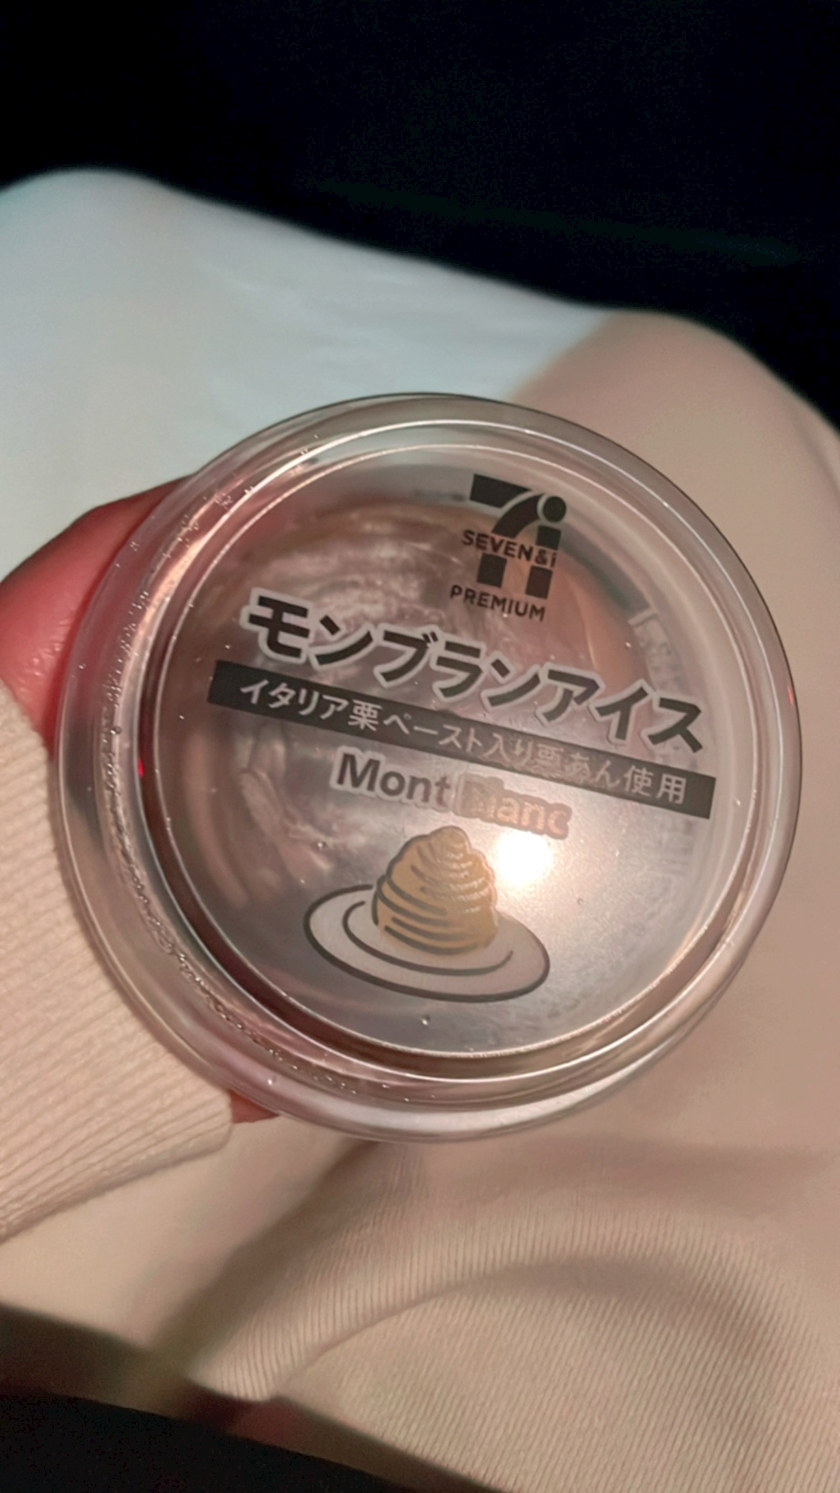 SEVEN&i
PREMIUM
モンブランアイス
イタリア栗ペースト入り栗あん使用
Mont Blanc